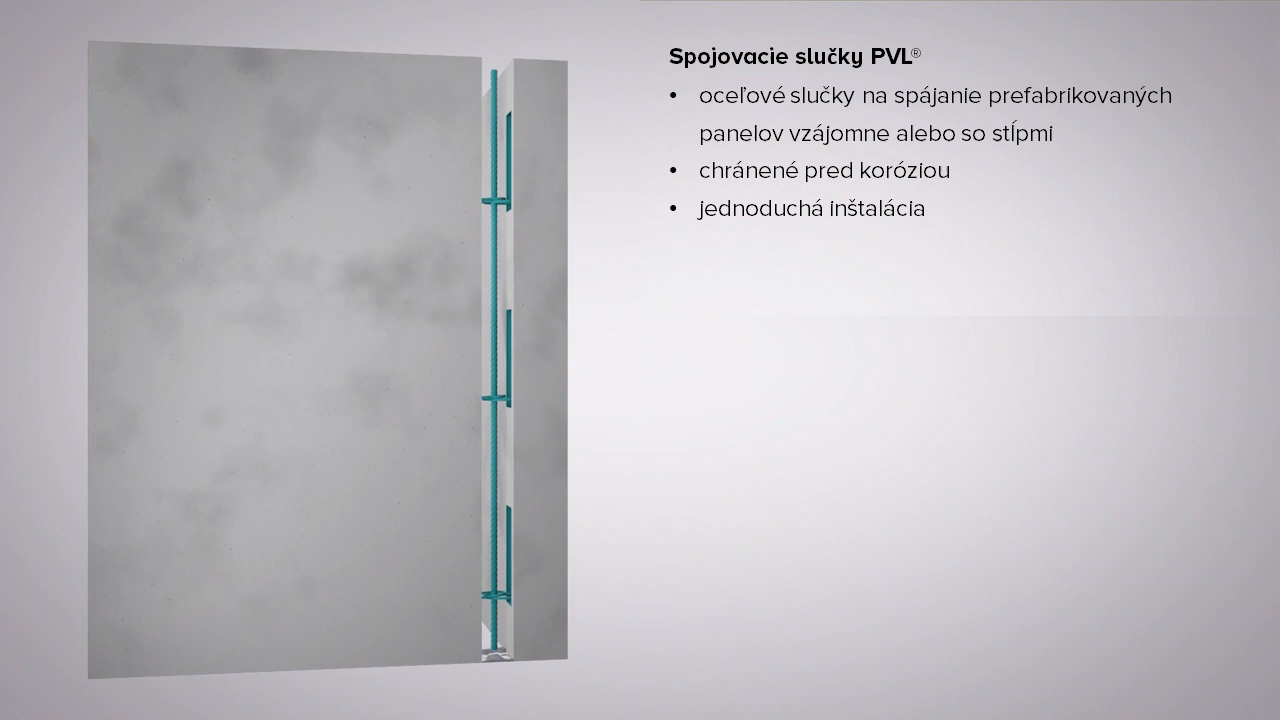 Spojovacie slučky PVL®
• oceľové slučky na spájanie prefabrikovaných
panelov vzájomne alebo so stĺpmi
• chránené pred koróziou
• jednoduchá inštalácia